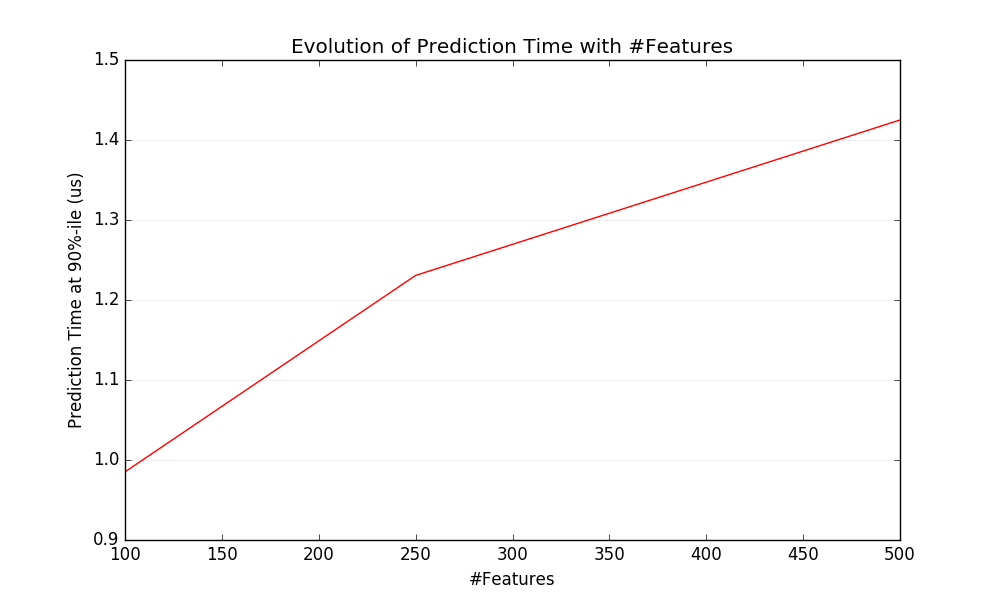 Evolution of Prediction Time with #Features
Prediction Time at 90%-ile (us)
1.5
1.4
1.3
1.2
1.1
1.0
0.9
100 150 200 250 300 350 400 450 500
#Features